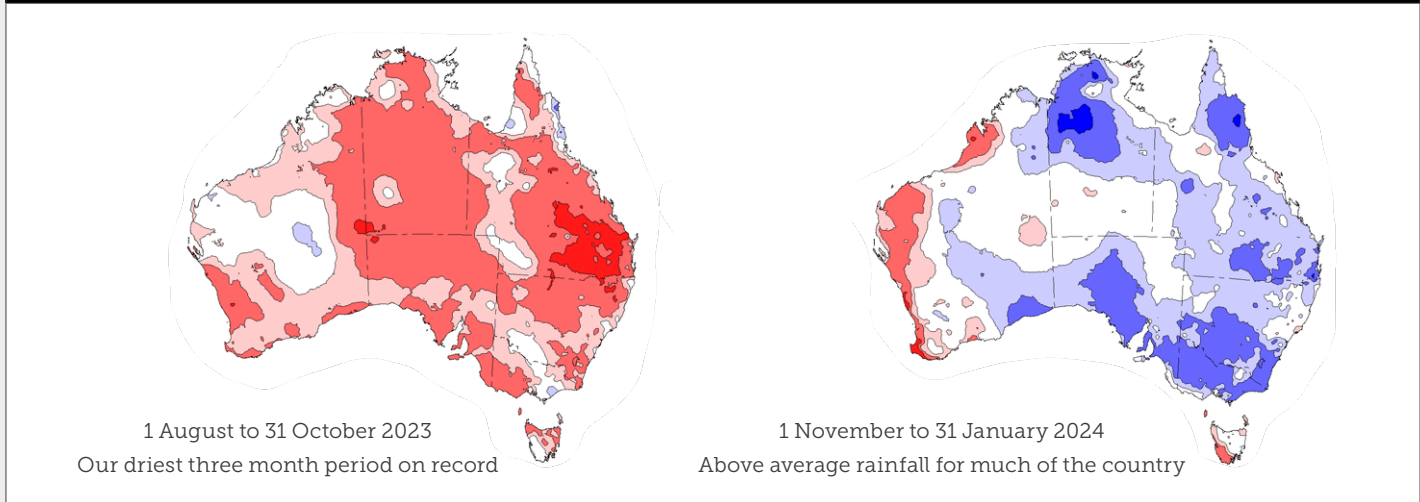 1 August to 31 October 2023
Our driest three month period on record
1 November to 31 January 2024
Above average rainfall for much of the country